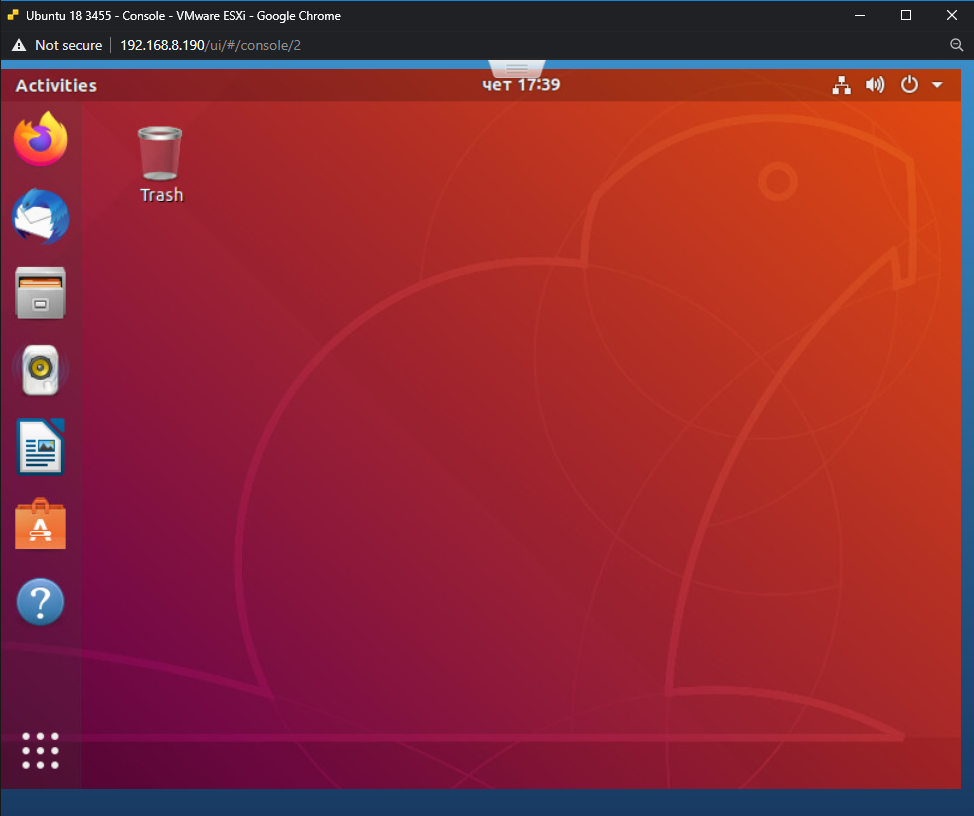 Ubuntu 18 3455 - Console - VMware ESXi - Google Chrome
Not secure 192.168.8.190/ui/#/console/2
Activities чет 17:39
Trash